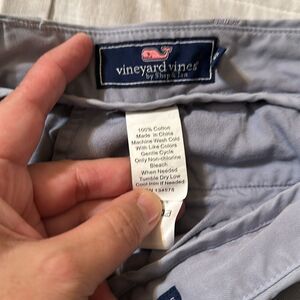 vineyard vines
by Shep & Ian
100% Cotton
Made in China
Machine Wash Cold
With Like Colors
Gentle Cycle
Only Non-chlorine
Bleach
When Needed
Tumble Dry Low
Cool Iron If Needed